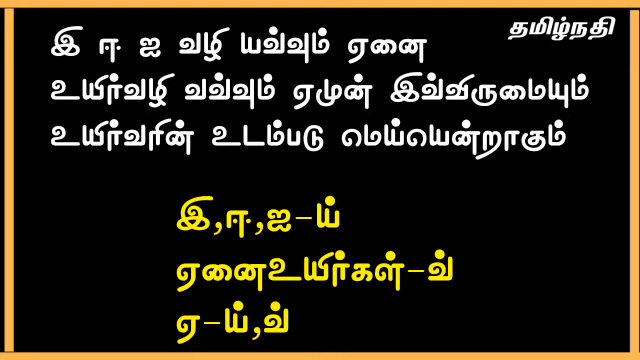 தமிழ்நதி
இ ஈ ஐ வழி யவ்வும் ஏனை
உயிர்வழி வவ்வும் ஏமுன் இவ்விருமையும்
உயிர்வரின் உடம்படு மெய்யென்றாகும்
இ,ஈ,ஐ-ய்
ஏனைஉயிர்கள்-வ்
ஏ-ய்,வ்